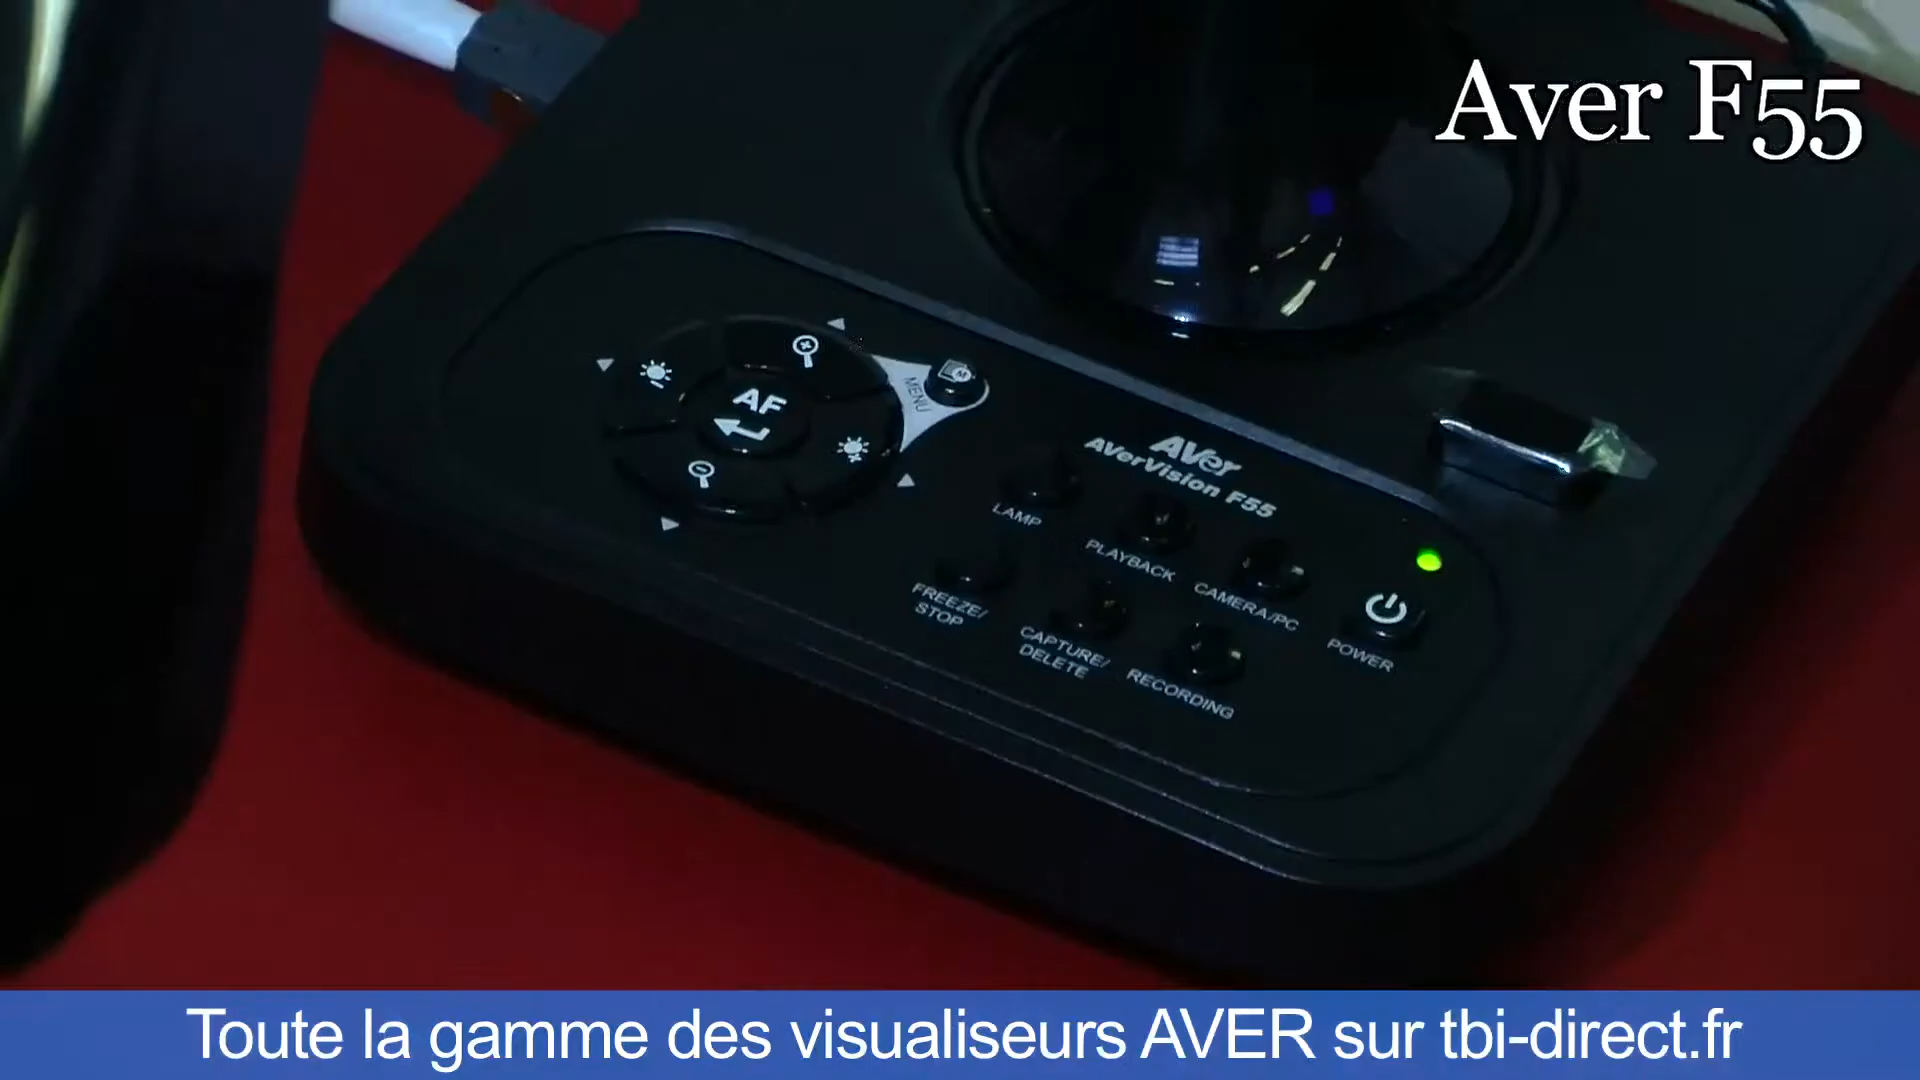 Aver F55
MENU
AF
AVer
AVerVision F55
LAMP
PLAYBACK
CAMERA/PC
POWER
FREEZE/
STOP
CAPTURE/
DELETE
RECORDING
Toute la gamme des visualiseurs AVER sur tbi-direct.fr